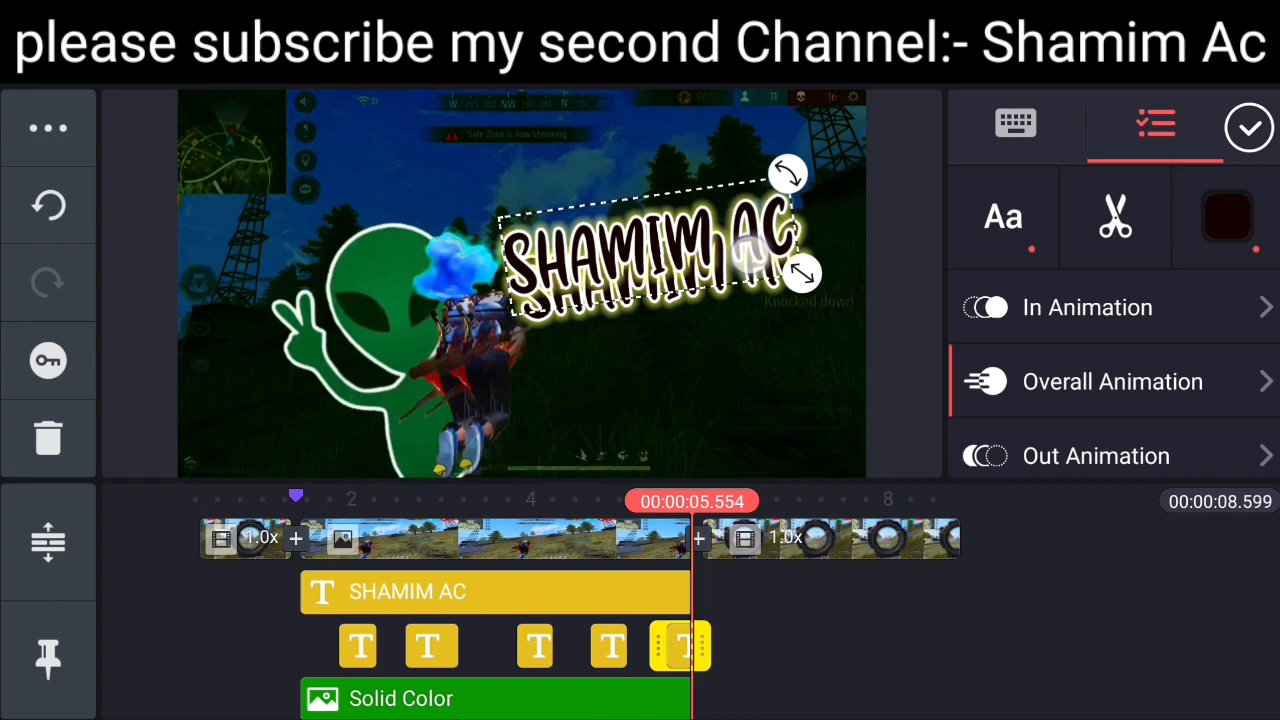 please subscribe my second Channel:- Shamim Ac
Safe Zone is now shrinking
SHAMIM AC
SHAMIM AC
Knocked down
Aa
In Animation
Overall Animation
Out Animation
2
4
00:00:05.554
8
00:00:08.599
1.0x
1.0x
T SHAMIM AC
T
T
T
T
T
Solid Color